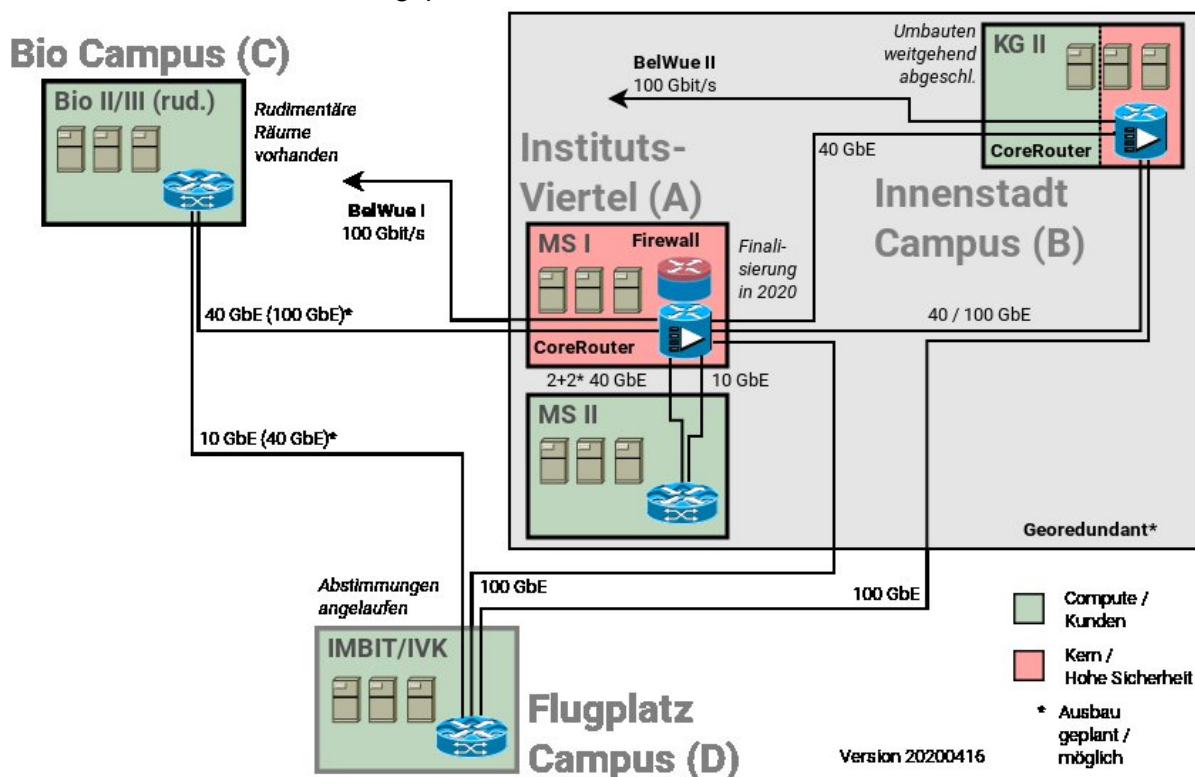 Bio Campus (C)
Bio II/III (rud.)
Rudimentäre
Räume
vorhanden
BelWue I
100 Gbit/s
BelWue II
100 Gbit/s
Umbauten
weitgehend
abgeschl.
KG II
CoreRouter
40 GbE
Instituts-
Viertel (A)
Innenstadt
Campus (B)
MS I
Firewall
Finali-
sierung
in 2020
CoreRouter
40 GbE (100 GbE)*
40 / 100 GbE
2+2* 40 GbE
10 GbE
MS II
10 GbE (40 GbE)*
Georedundant*
Abstimmungen
angelaufen
100 GbE
100 GbE
IMBIT/IVK
Flugplatz
Campus (D)
Compute /
Kunden
Kern /
Hohe Sicherheit
* Ausbau
geplant /
möglich
Version 20200416